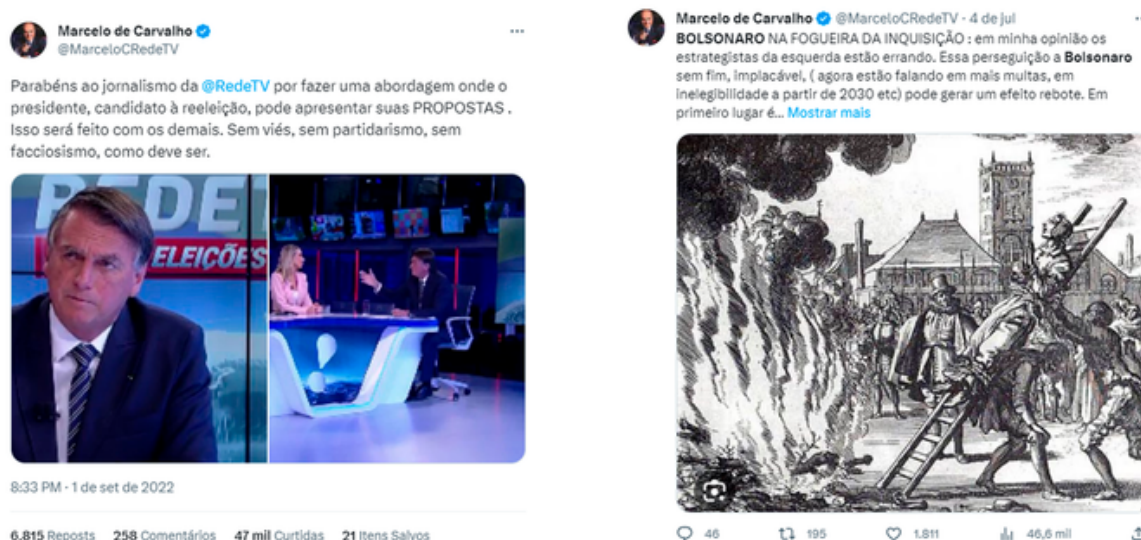 Marcelo de Carvalho
@MarceloCRedeTV
Parabéns ao jornalismo da @RedeTV por fazer uma abordagem onde o
presidente, candidato à reeleição, pode apresentar suas PROPOSTAS .
Isso será feito com os demais. Sem viés, sem partidarismo, sem
facciosismo, como deve ser.
REDET
ELEIÇÕES
8:33 PM · 1 de set de 2022
6.815 Reposts 258 Comentários 47 mil Curtidas 21 Itens Salvos
Marcelo de Carvalho @MarceloCRedeTV · 4 de jul
BOLSONARO NA FOGUEIRA DA INQUISIÇÃO : em minha opinião os
estrategistas da esquerda estão errando. Essa perseguição a Bolsonaro
sem fim, implacável, ( agora estão falando em mais multas, em
inelegibilidade a partir de 2030 etc) pode gerar um efeito rebote. Em
primeiro lugar é... Mostrar mais
46 195 1.811 46,6 mil